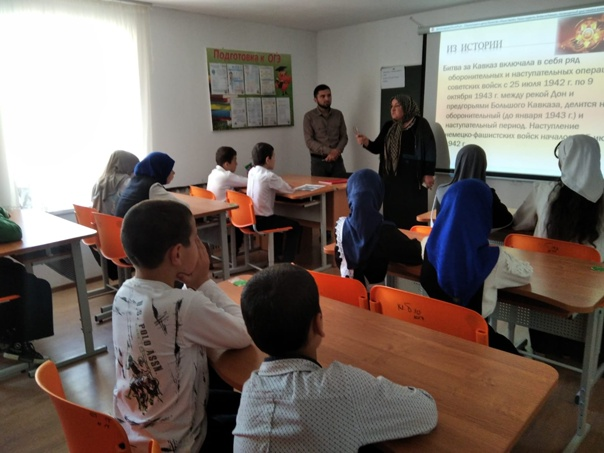 Подготовка к ОГЭ
ИЗ ИСТОРИИ
Битва за Кавказ включала в себя ряд
оборонительных и наступательных опера
советских войск с 25 июля 1942 г. по 9
октября 1943 г. между рекой Дон и
предгорьями Большого Кавказа, делится н
оборонительный (до января 1943 г.) и
наступательный период. Наступление
немецко-фашистских войск начало
1942 г
U.S. POLO ASSN.